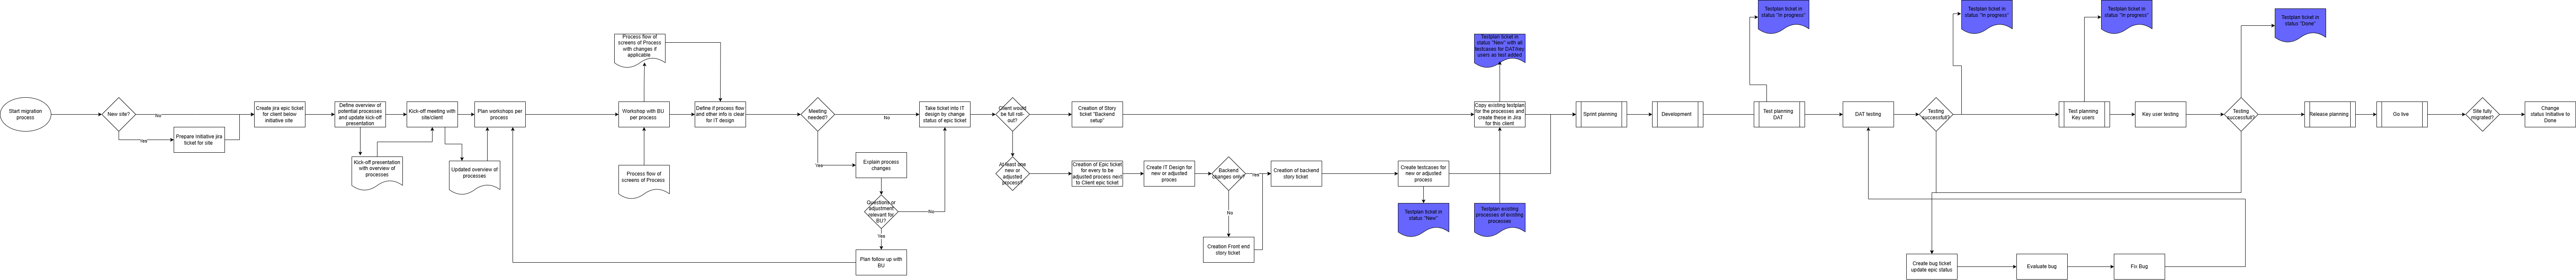 Testplan ticket in
status "In progress"
Testplan ticket in
status "In progress"
Testplan ticket in
status "In progress"
Testplan ticket in
status "Done"
Process flow of
screens of Process
with changes if
applicable
Testplan ticket in
status "New" with all
testcases for DAT/key
users as last added
Start migration
process
New site?
No
Yes
Prepare Initiative jira
ticket for site
Create jira epic ticket
for client below
initiative site
Define overview of
potential processes
and update kick-off
presentation
Kick-off meeting with
site/client
Plan workshops per
process
Workshop with BU
per process
Define if process flow
and other info is clear
for IT design
Meeting
needed?
No
Yes
Take ticket into IT
design by change
status of epic ticket
Client would
be full roll-
out?
Creation of Story
ticket "Backend
setup"
Copy existing testplan
for the processes and
create these in Jira
for this client
Sprint planning
Development
Test planning
DAT
DAT testing
Testing
successfull?
Test planning
Key users
Key user testing
Testing
successfull?
Release planning
Go live
Site fully
migrated?
Change
status Initiative to
Done
Kick-off presentation
with overview of
processes
Updated overview of
processes
Process flow of
screens of Process
Explain process
changes
At least one
new or
adjusted
process?
Creation of Epic ticket
for every to be
adjusted process next
to Client epic ticket
Create IT Design for
new or adjusted
proces
Backend
changes only?
Yes
No
Creation of backend
story ticket
Create testcases for
new or adjusted
process
Questions or
adjustment
relevant for
BU?
No
Yes
Testplan ticket in
status "New"
Testplan existing
processes of existing
processes
Creation Front end
story ticket
Plan follow up with
BU
Create bug ticket
update epic status
Evaluate bug
Fix Bug